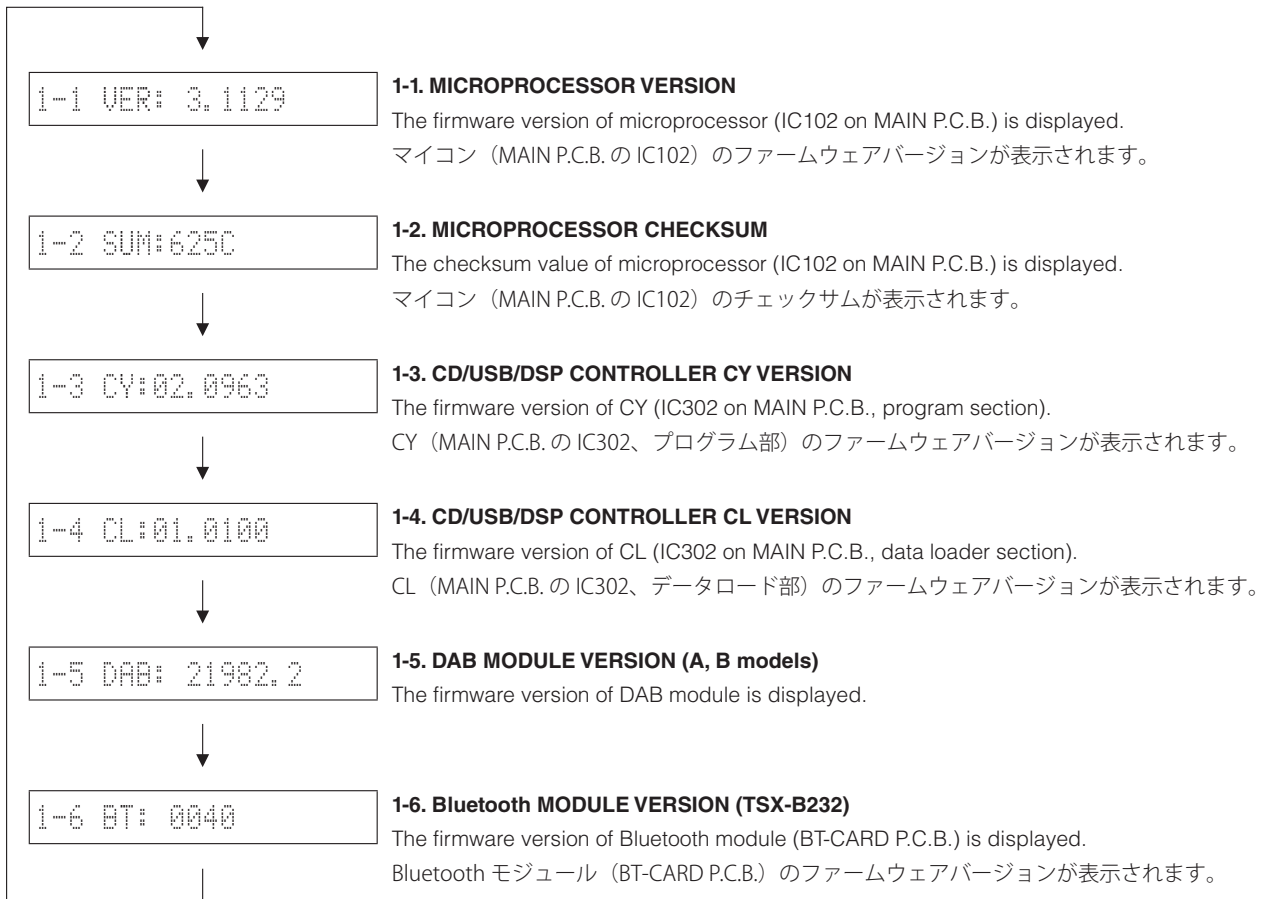 1-1 VER: 3.1129
1-1. MICROPROCESSOR VERSION
The firmware version of microprocessor (IC102 on MAIN P.C.B.) is displayed.
マイコン（MAIN P.C.B. の IC102）のファームウェアバージョンが表示されます。
1-2 SUM:625C
1-2. MICROPROCESSOR CHECKSUM
The checksum value of microprocessor (IC102 on MAIN P.C.B.) is displayed.
マイコン（MAIN P.C.B. の IC102）のチェックサムが表示されます。
1-3 CY:02.0963
1-3. CD/USB/DSP CONTROLLER CY VERSION
The firmware version of CY (IC302 on MAIN P.C.B., program section).
CY（MAIN P.C.B. の IC302、プログラム部）のファームウェアバージョンが表示されます。
1-4 CL:01.0100
1-4. CD/USB/DSP CONTROLLER CL VERSION
The firmware version of CL (IC302 on MAIN P.C.B., data loader section).
CL（MAIN P.C.B. の IC302、データロード部）のファームウェアバージョンが表示されます。
1-5 DAB: 21982.2
1-5. DAB MODULE VERSION (A, B models)
The firmware version of DAB module is displayed.
1-6 BT: 0040
1-6. Bluetooth MODULE VERSION (TSX-B232)
The firmware version of Bluetooth module (BT-CARD P.C.B.) is displayed.
Bluetooth モジュール（BT-CARD P.C.B.）のファームウェアバージョンが表示されます。